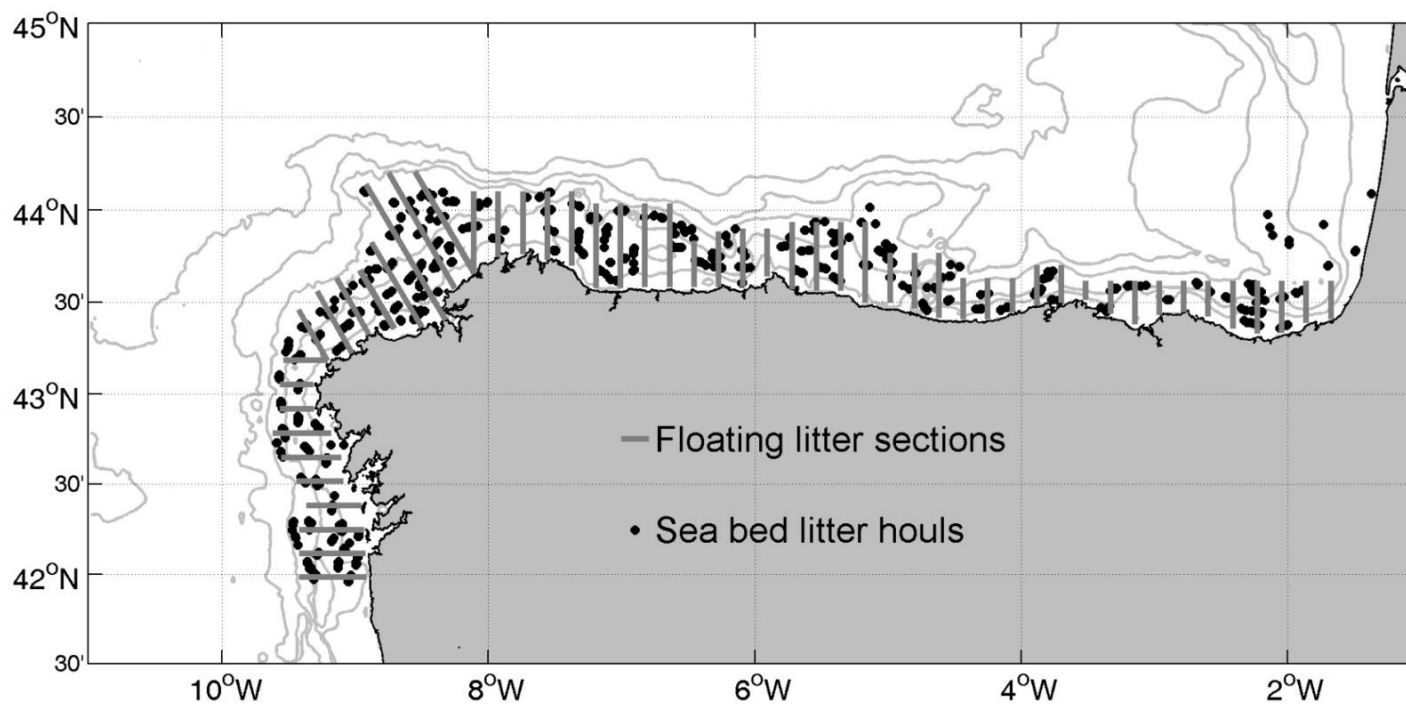 45°N
30'
44°N
30'
43°N
30'
42°N
30'
Floating litter sections
Sea bed litter houls
10°W
8°W
6°W
4°W
2°W